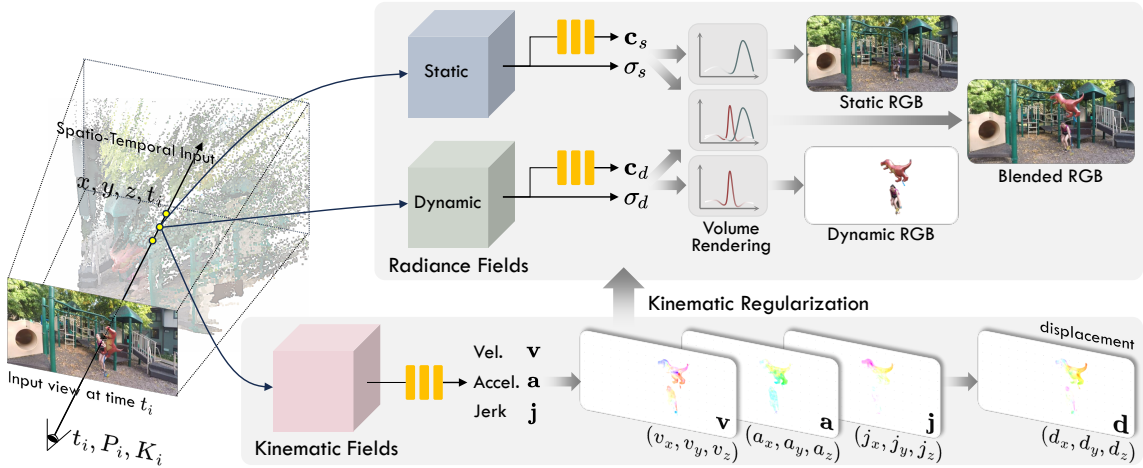 Spatio-Temporal Input
x, y, z, t_i
Input view at time t_i
t_i, P_i, K_i
Static
Dynamic
Radiance Fields
c_s
σ_s
c_d
σ_d
Volume
Rendering
Static RGB
Dynamic RGB
Blended RGB
Kinematic Regularization
Kinematic Fields
Vel. v
Accel. a
Jerk j
v
(v_x, v_y, v_z)
a
(a_x, a_y, a_z)
j
(j_x, j_y, j_z)
displacement
d
(d_x, d_y, d_z)